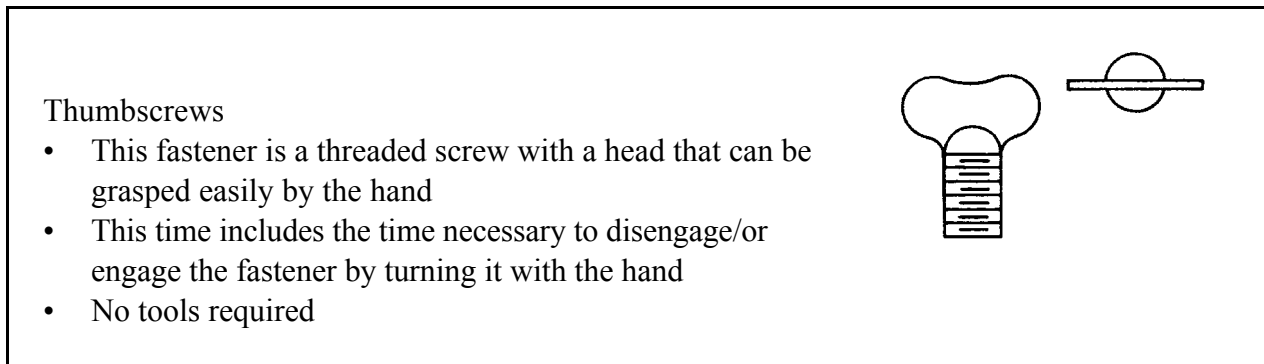 Thumbscrews
• This fastener is a threaded screw with a head that can be
grasped easily by the hand
• This time includes the time necessary to disengage/or
engage the fastener by turning it with the hand
• No tools required